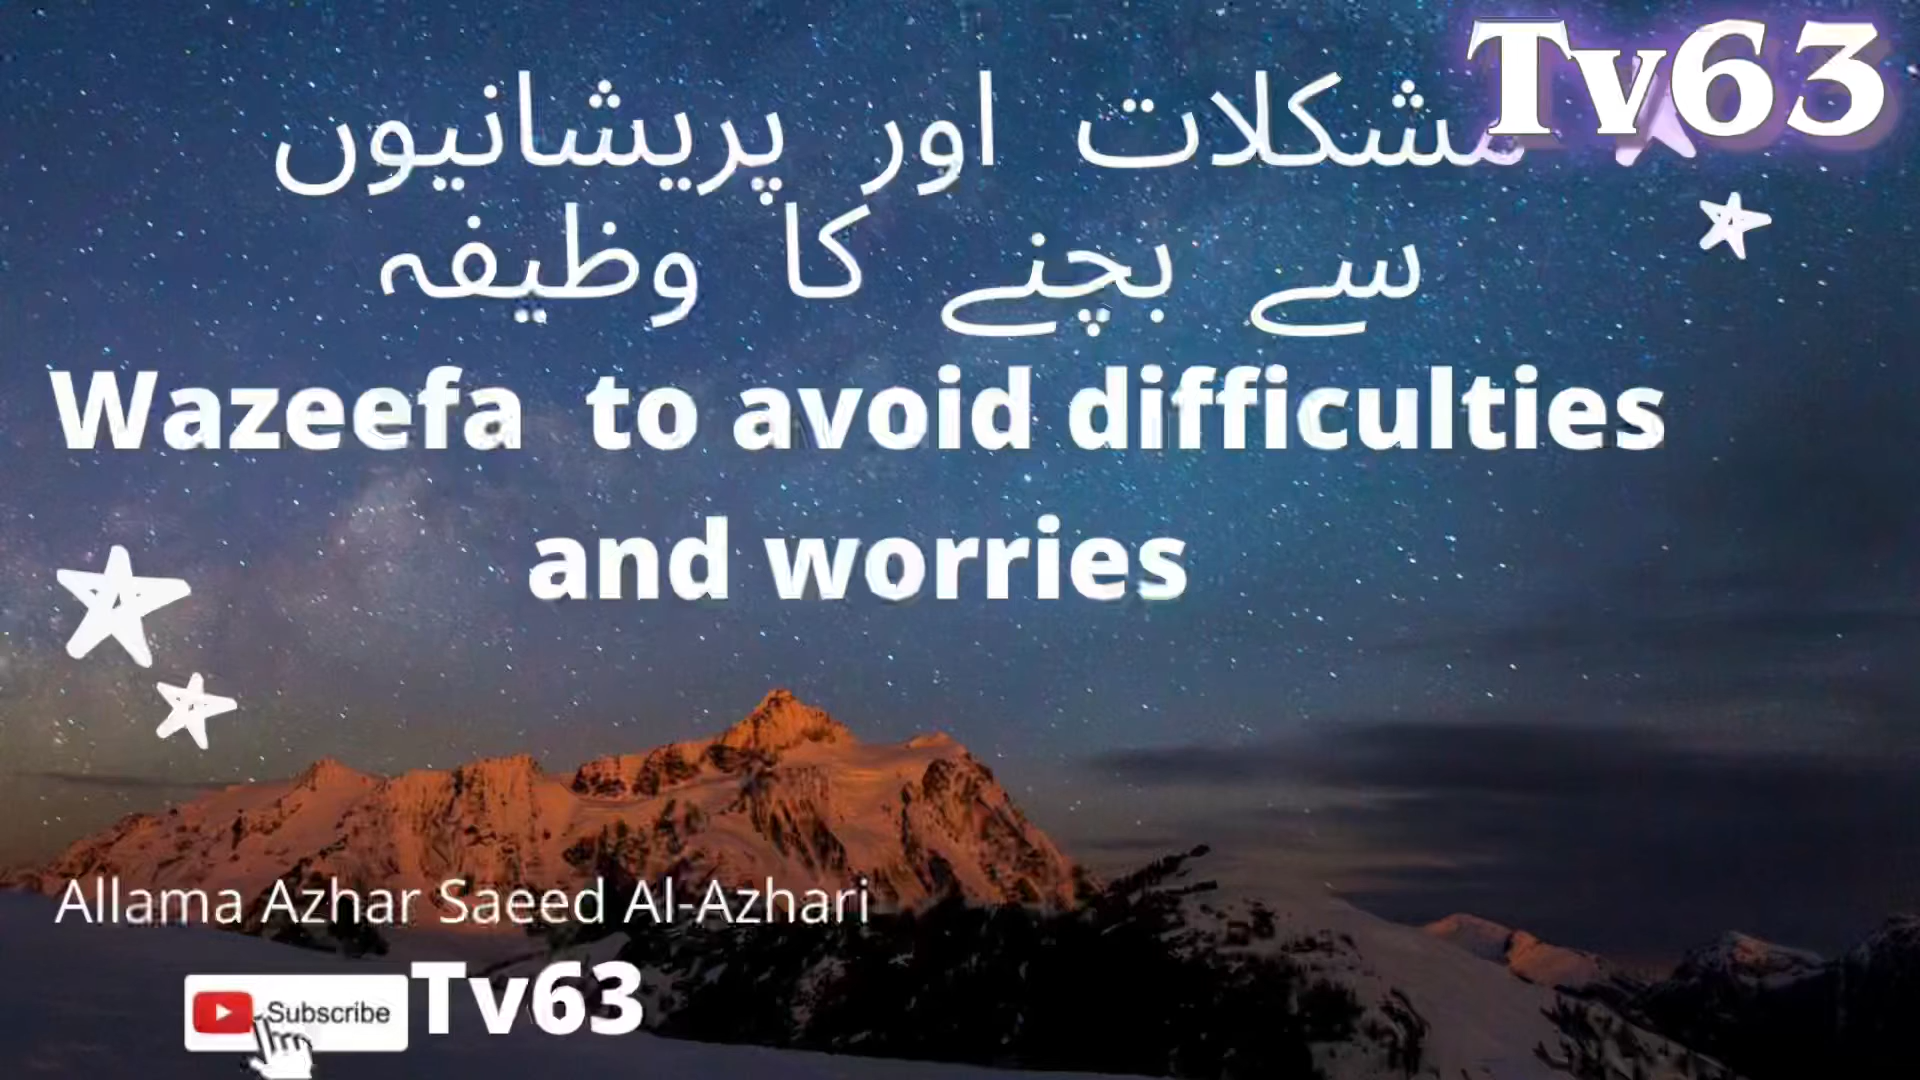 Tv63
مشکلات اور پریشانیوں
سے بچنے کا وظیفہ
Wazeefa to avoid difficulties
and worries
Allama Azhar Saeed Al-Azhari
Subscribe Tv63